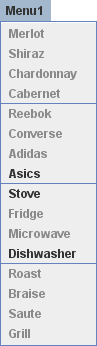 Menu1
Merlot
Shiraz
Chardonnay
Cabernet
Reebok
Converse
Adidas
Asics
Stove
Fridge
Microwave
Dishwasher
Roast
Braise
Saute
Grill